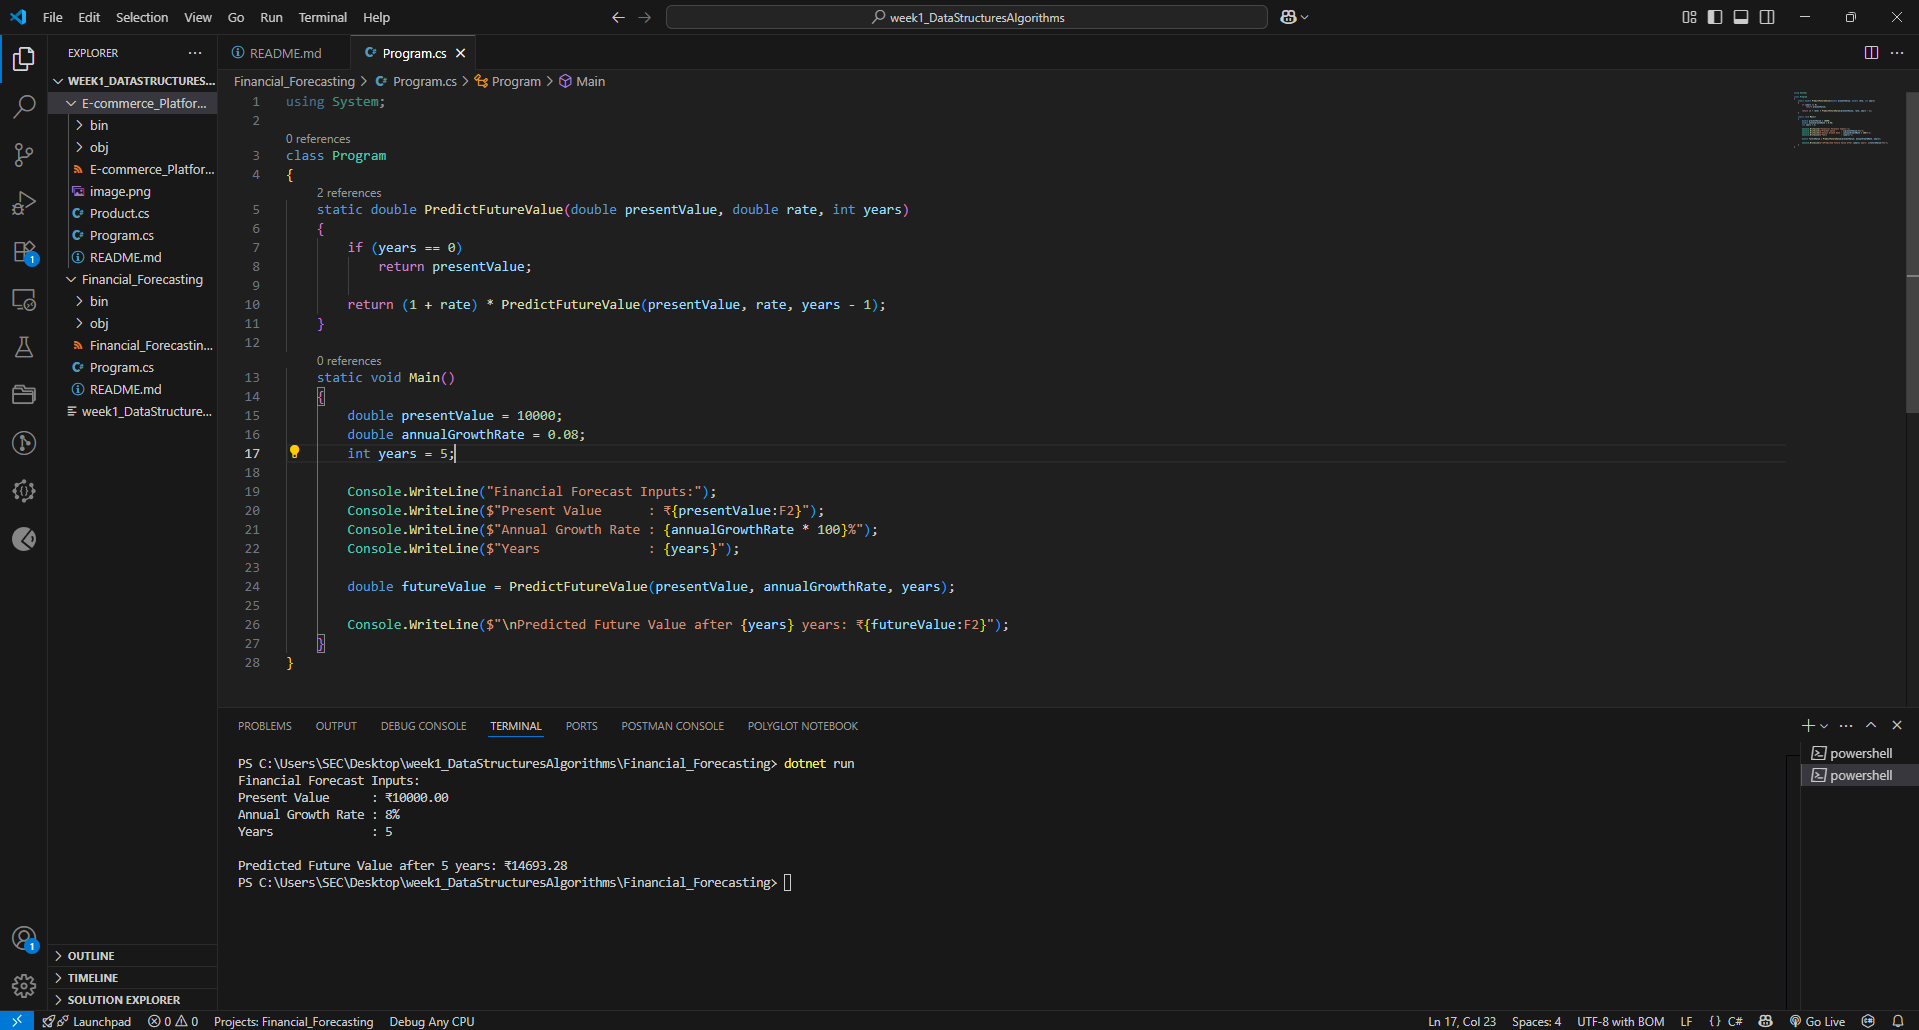 File Edit Selection View Go Run Terminal Help
week1_DataStructuresAlgorithms
EXPLORER
WEEK1_DATASTRUCTURES...
E-commerce_Platfor...
bin
obj
E-commerce_Platfor...
image.png
Product.cs
Program.cs
README.md
Financial_Forecasting
bin
obj
Financial_Forecastin...
Program.cs
README.md
week1_DataStructure...
OUTLINE
TIMELINE
SOLUTION EXPLORER
1
1
README.md Program.cs
Financial_Forecasting > Program.cs > Program > Main
1 using System;
2
0 references
3 class Program
4 {
2 references
5 static double PredictFutureValue(double presentValue, double rate, int years)
6 {
7 if (years == 0)
8 return presentValue;
9
10 return (1 + rate) * PredictFutureValue(presentValue, rate, years - 1);
11 }
12
0 references
13 static void Main()
14 {
15 double presentValue = 10000;
16 double annualGrowthRate = 0.08;
17 int years = 5;
18
19 Console.WriteLine("Financial Forecast Inputs:");
20 Console.WriteLine($"Present Value      : ₹{presentValue:F2}");
21 Console.WriteLine($"Annual Growth Rate : {annualGrowthRate * 100}%");
22 Console.WriteLine($"Years              : {years}");
23
24 double futureValue = PredictFutureValue(presentValue, annualGrowthRate, years);
25
26 Console.WriteLine($"\nPredicted Future Value after {years} years: ₹{futureValue:F2}");
27 }
28 }
PROBLEMS OUTPUT DEBUG CONSOLE TERMINAL PORTS POSTMAN CONSOLE POLYGLOT NOTEBOOK
PS C:\Users\SEC\Desktop\week1_DataStructuresAlgorithms\Financial_Forecasting> dotnet run
Financial Forecast Inputs:
Present Value      : ₹10000.00
Annual Growth Rate : 8%
Years              : 5
Predicted Future Value after 5 years: ₹14693.28
PS C:\Users\SEC\Desktop\week1_DataStructuresAlgorithms\Financial_Forecasting>
powershell
powershell
Launchpad 0 0 Projects: Financial_Forecasting Debug Any CPU Ln 17, Col 23 Spaces: 4 UTF-8 with BOM LF {} C# Go Live